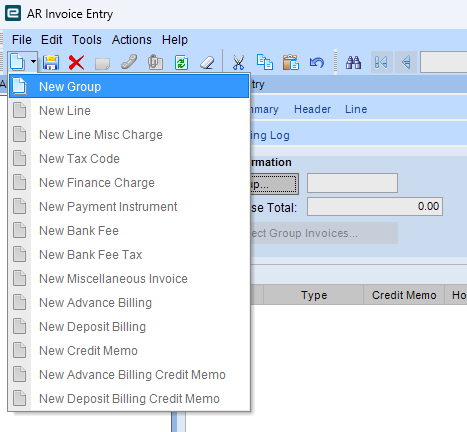 AR Invoice Entry
File Edit Tools Actions Help
New Group
New Line
New Line Misc Charge
New Tax Code
New Finance Charge
New Payment Instrument
New Bank Fee
New Bank Fee Tax
New Miscellaneous Invoice
New Advance Billing
New Deposit Billing
New Credit Memo
New Advance Billing Credit Memo
New Deposit Billing Credit Memo
try
mmary Header Line
ng Log
rmation
up...
se Total: 0.00
ect Group Invoices...
Type Credit Memo Ho